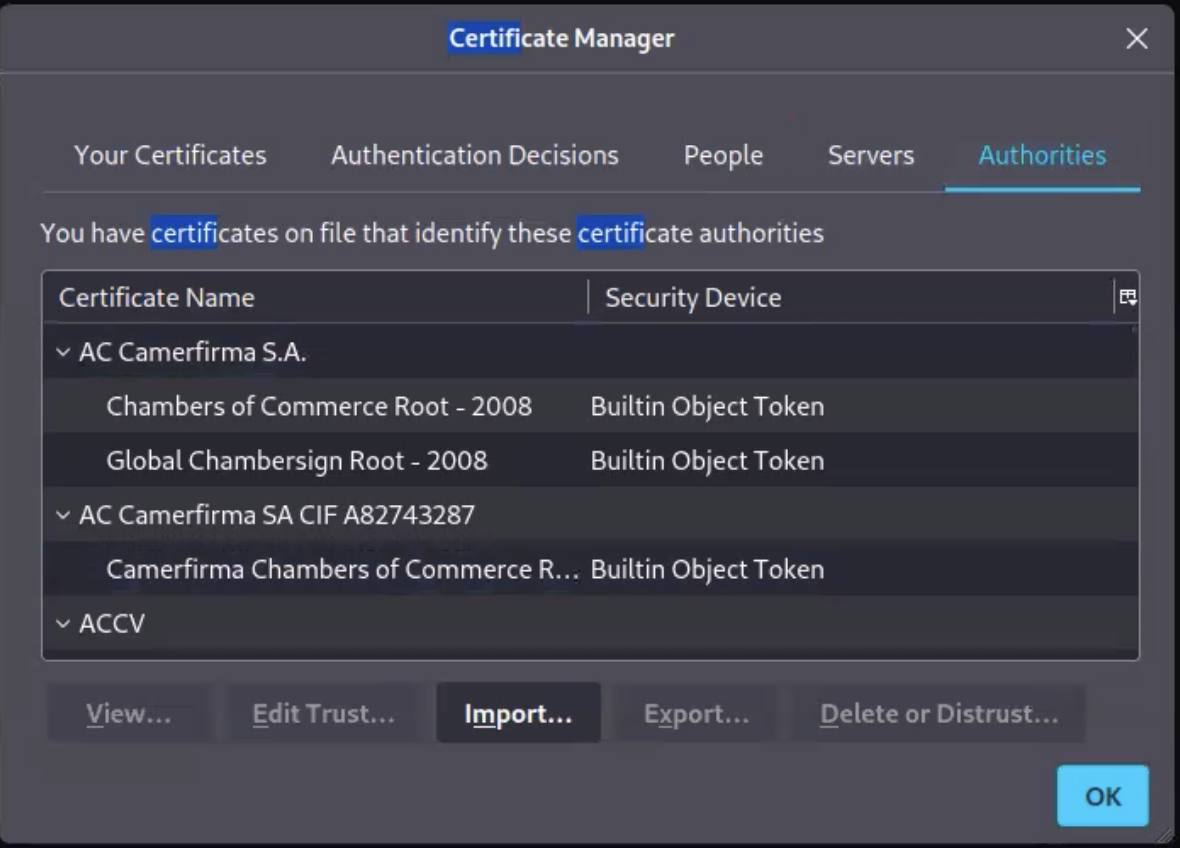 Certificate Manager
Your Certificates Authentication Decisions People Servers Authorities
You have certificates on file that identify these certificate authorities
Certificate Name Security Device
AC Camerfirma S.A.
Chambers of Commerce Root - 2008 Builtin Object Token
Global Chambersign Root - 2008 Builtin Object Token
AC Camerfirma SA CIF A82743287
Camerfirma Chambers of Commerce R... Builtin Object Token
ACCV
View... Edit Trust... Import... Export... Delete or Distrust...
OK